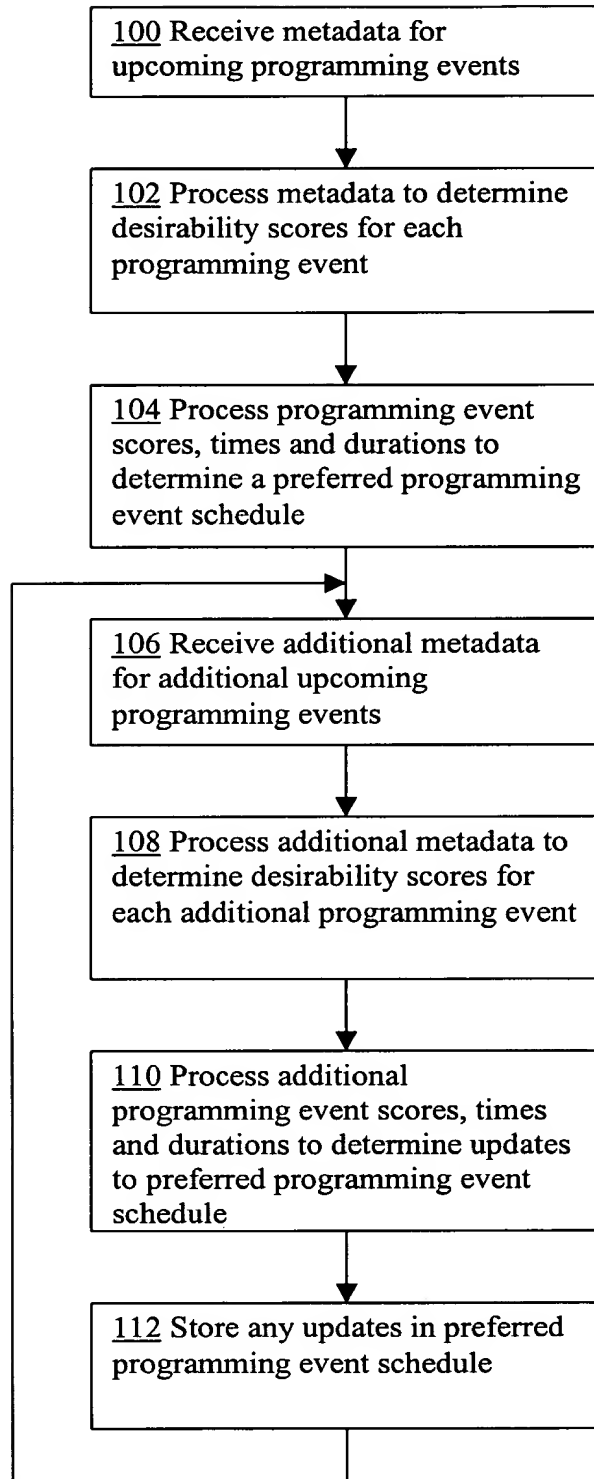 100 Receive metadata for
upcoming programming events
102 Process metadata to determine
desirability scores for each
programming event
104 Process programming event
scores, times and durations to
determine a preferred programming
event schedule
106 Receive additional metadata
for additional upcoming
programming events
108 Process additional metadata to
determine desirability scores for
each additional programming event
110 Process additional
programming event scores, times
and durations to determine updates
to preferred programming event
schedule
112 Store any updates in preferred
programming event schedule